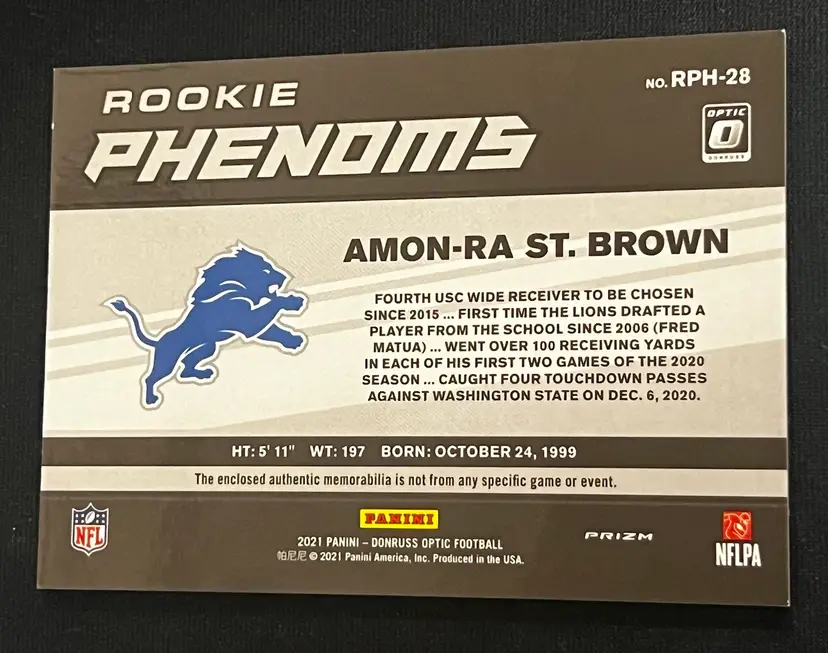 ROOKIE
NO. RPH-28
PHENOMS
OPTIC
O
DONRUSS
AMON-RA ST. BROWN
FOURTH USC WIDE RECEIVER TO BE CHOSEN
SINCE 2015 ... FIRST TIME THE LIONS DRAFTED A
PLAYER FROM THE SCHOOL SINCE 2006 (FRED
MATUA) ... WENT OVER 100 RECEIVING YARDS
IN EACH OF HIS FIRST TWO GAMES OF THE 2020
SEASON ... CAUGHT FOUR TOUCHDOWN PASSES
AGAINST WASHINGTON STATE ON DEC. 6, 2020.
HT: 5' 11" WT: 197 BORN: OCTOBER 24, 1999
The enclosed authentic memorabilia is not from any specific game or event.
NFL
PANINI
2021 PANINI – DONRUSS OPTIC FOOTBALL
帕尼尼 © 2021 Panini America, Inc. Produced in the USA.
PRIZM
NFLPA